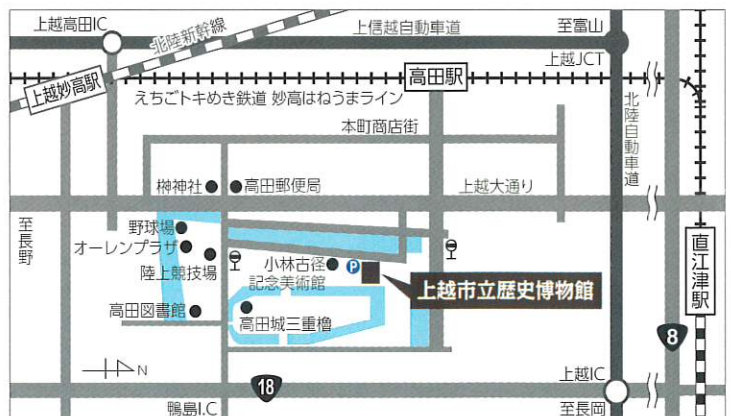 上越高田IC
北陸新幹線
上信越自動車道
至富山
上越JCT
上越妙高駅
高田駅
えちごトキめき鉄道 妙高はねうまライン
本町商店街
北陸自動車道
榊神社
高田郵便局
上越大通り
至長野
野球場
オーレンプラザ
陸上競技場
小林古径
記念美術館
P
直江津駅
上越市立歴史博物館
高田図書館
高田城三重櫓
8
N
18
上越IC
鴨島I.C
至長岡